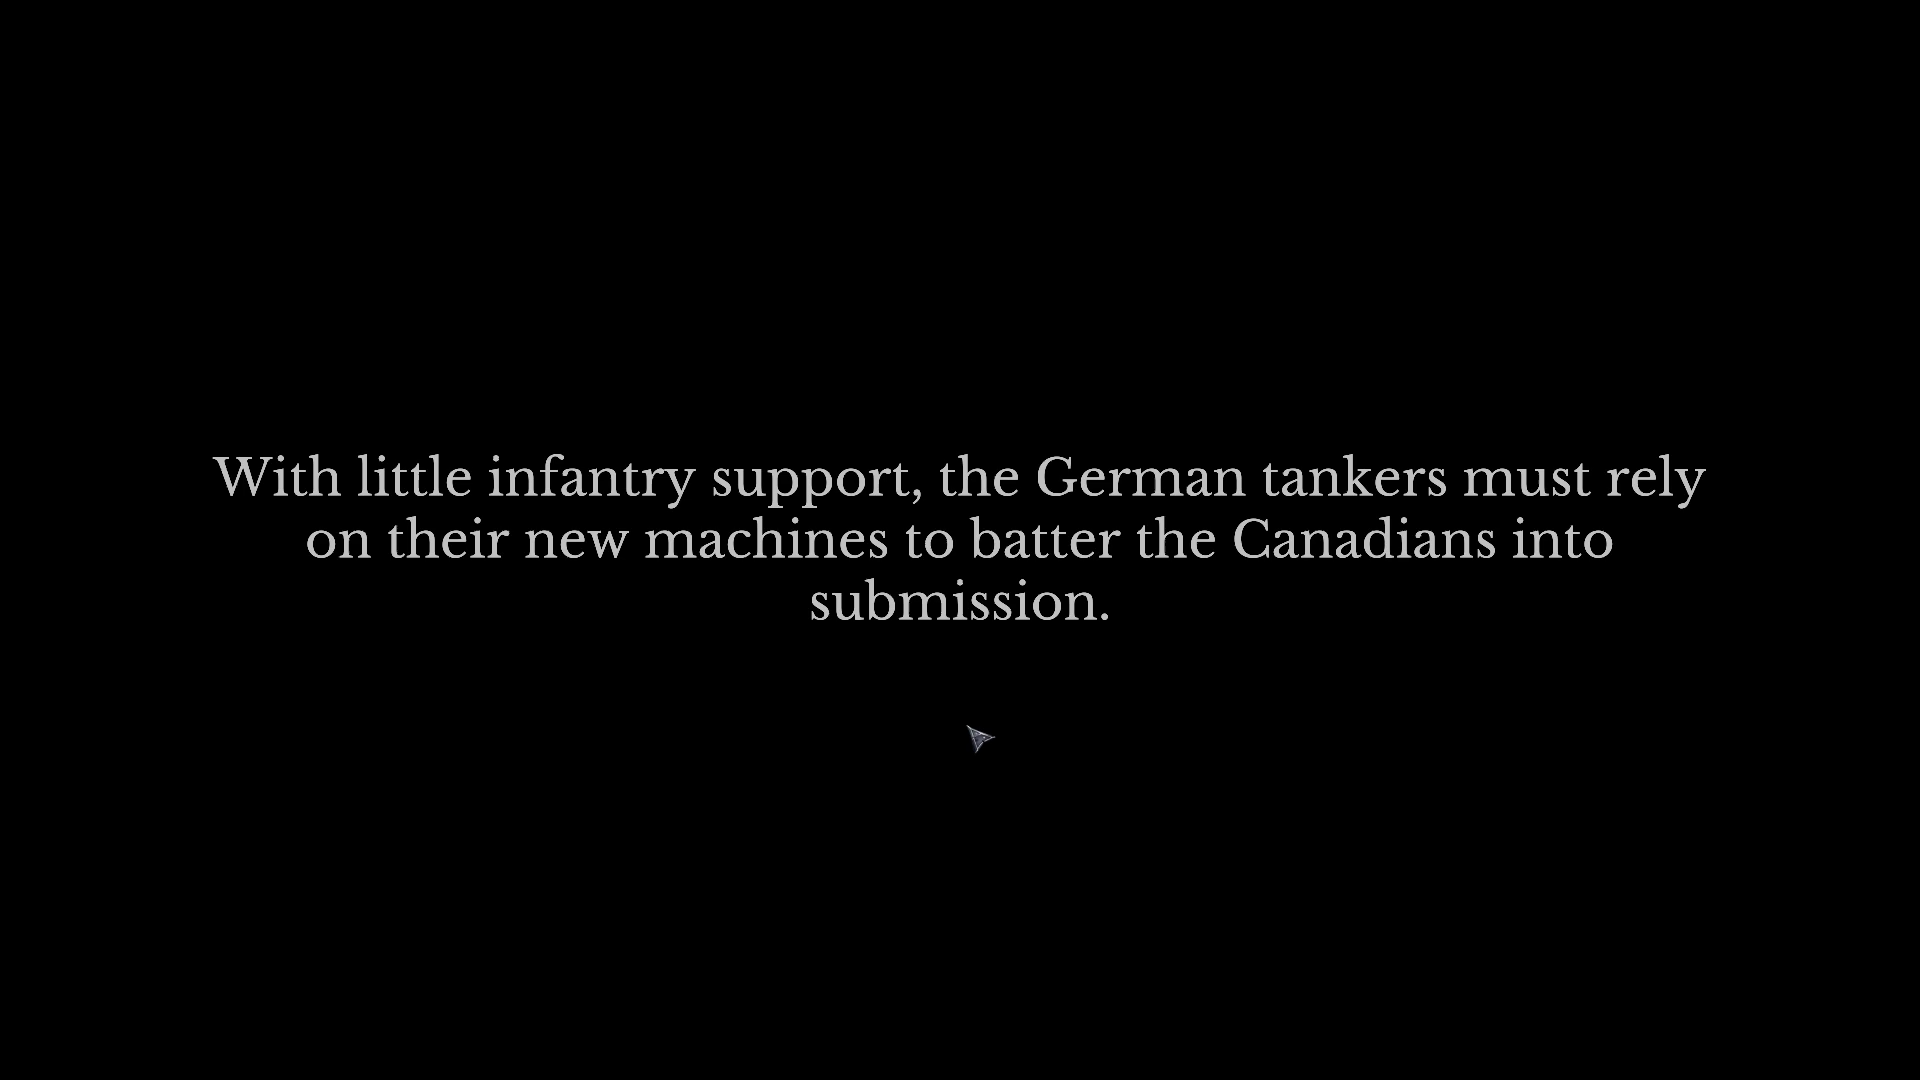 With little infantry support, the German tankers must rely
on their new machines to batter the Canadians into
submission.